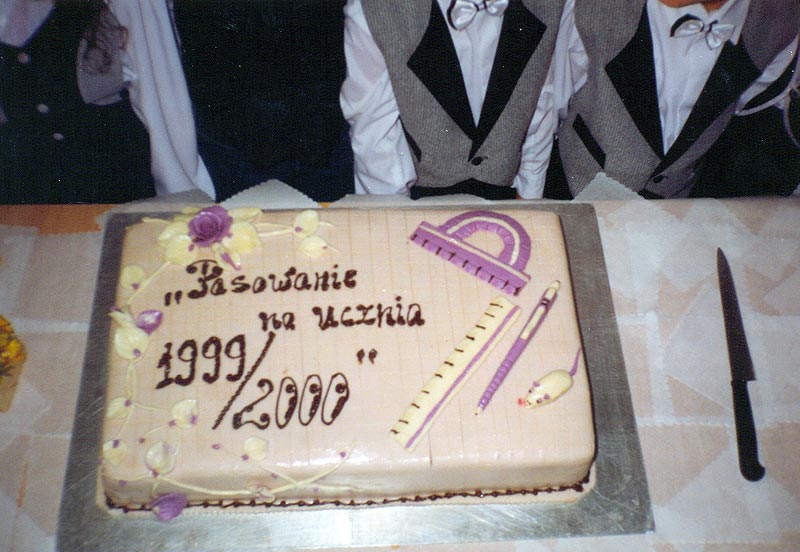 „Pasowanie
na Ucznia
1999/2000”